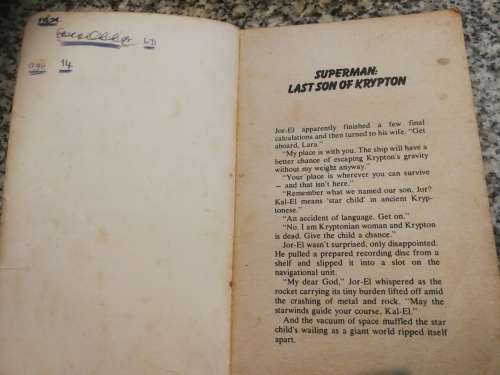 LD
age 14
SUPERMAN:
LAST SON OF KRYPTON
Jor-El apparently finished a few final
calculations and then turned to his wife. "Get
aboard, Lara."
"My place is with you. The ship will have a
better chance of escaping Krypton's gravity
without my weight anyway."
"Your place is wherever you can survive
— and that isn't here."
"Remember what we named our son, Jor?
Kal-El means 'star child' in ancient Kryp-
tonese."
"An accident of language. Get on."
"No. I am Kryptonian woman and Krypton
is dead. Give the child a chance."
Jor-El wasn't surprised, only disappointed.
He pulled a prepared recording disc from a
shelf and slipped it into a slot on the
navigational unit.
"My dear God," Jor-El whispered as the
rocket carrying its tiny burden lifted off amid
the crashing of metal and rock. "May the
starwinds guide your course, Kal-El."
And the vacuum of space muffled the star
child's wailing as a giant world ripped itself
apart.